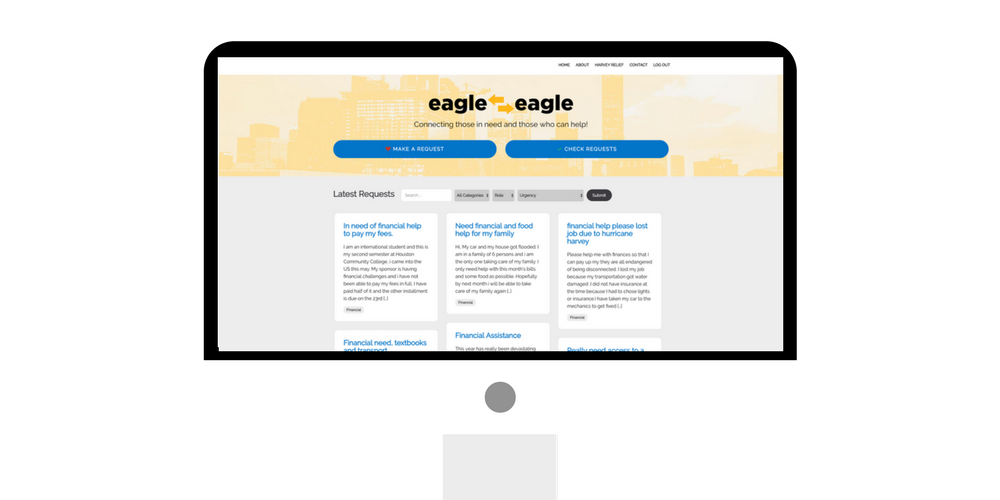 HOME ABOUT HARVEY RELIEF CONTACT LOG OUT
eagle eagle
Connecting those in need and those who can help!
MAKE A REQUEST CHECK REQUESTS
Latest Requests Search ... All Categories Role Urgency Submit
In need of financial help
to pay my fees.
I am an international student and this is
my second semester at Houston
Community College. i came into the
US this may. My sponsor is having
financial challenges and i have not
been able to pay my fees in full. I have
paid half of it and the other installment
is due on the 23rd [...]
Financial
Need financial and food
help for my family
Hi. My car and my house got flooded. I
am in a family of 6 persons and i am
the only one taking care of my family. I
only need help with this month's bills
and some food as possible. Hopefully
by next month i will be able to take
care of my family again [...]
Financial
financial help please lost
job due to hurricane
harvey
Please help me with finances so that I
can pay up my they are all endangered
of being disconnected. I lost my job
because my transportation got water
damaged .I did not have insurance at
the time because I had to chose lights
or insurance I have taken my car to the
mechanics to get fixed [...]
Financial
Financial need, textbooks
and transport
Financial Assistance
This year has really been devastating
Really need access to a